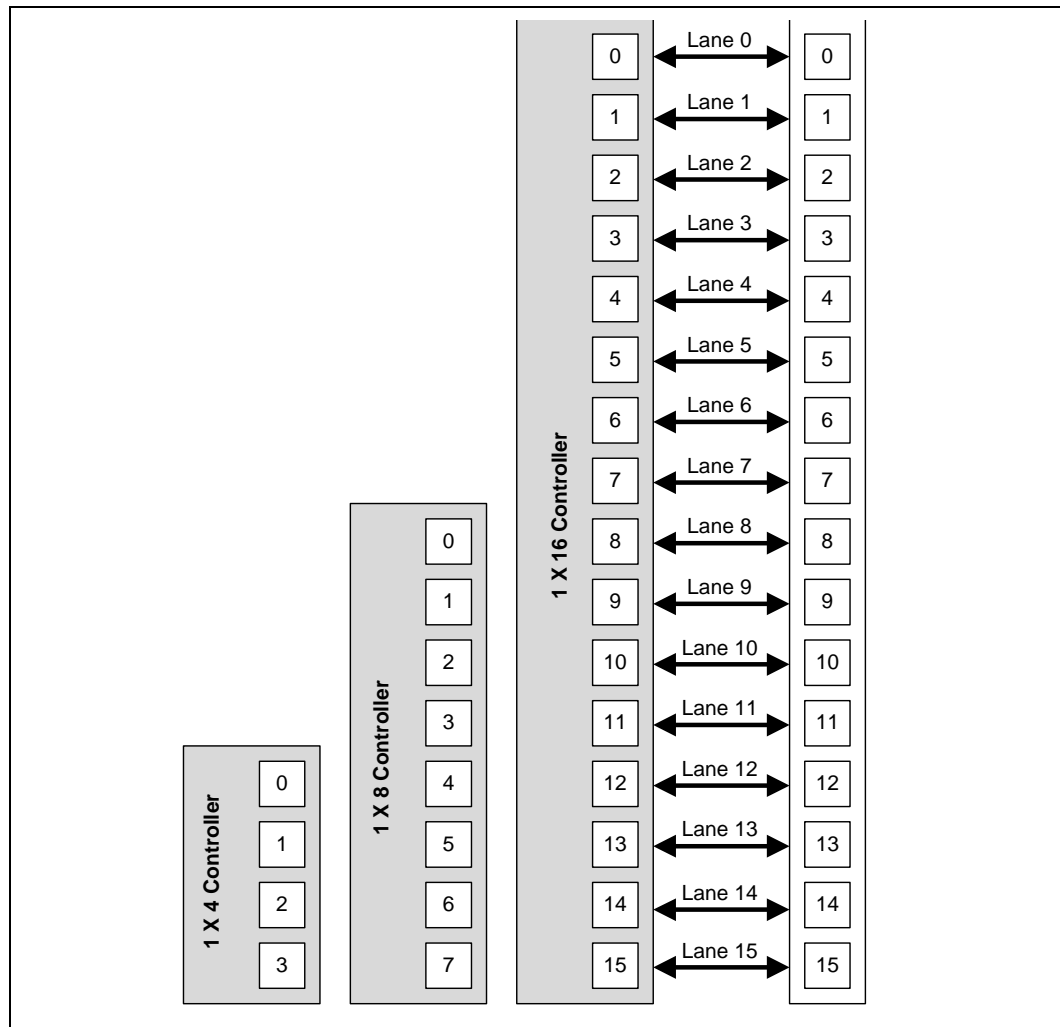 0 Lane 0 0
1 Lane 1 1
2 Lane 2 2
3 Lane 3 3
4 Lane 4 4
5 Lane 5 5
6 Lane 6 6
7 Lane 7 7
0 8 Lane 8 8
1 9 Lane 9 9
2 10 Lane 10 10
3 11 Lane 11 11
0 4 12 Lane 12 12
1 5 13 Lane 13 13
2 6 14 Lane 14 14
3 7 15 Lane 15 15
1 X 4 Controller
1 X 8 Controller
1 X 16 Controller